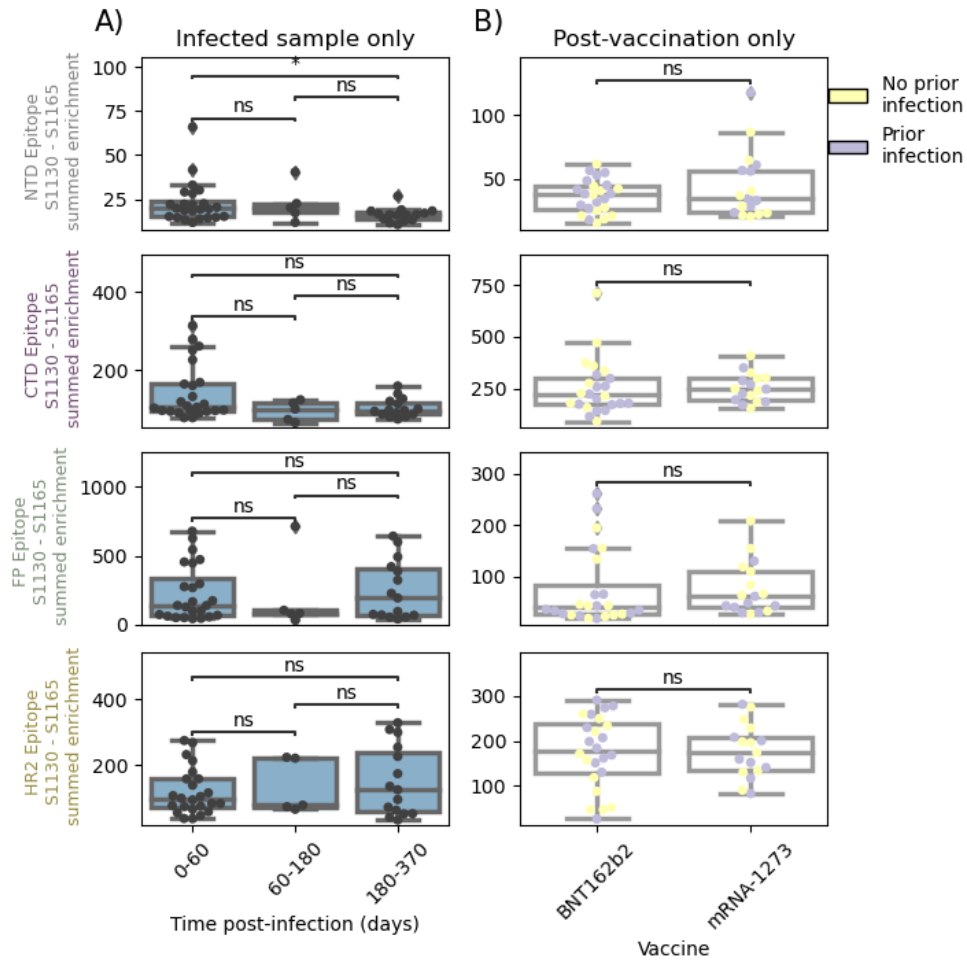 A)
B)
Infected sample only
Post-vaccination only
NTD Epitope
S1130 - S1165
summed enrichment
100
75
50
25
*
ns
ns
100
50
ns
No prior
infection
Prior
infection
CTD Epitope
S1130 - S1165
summed enrichment
400
200
ns
ns
ns
750
500
250
ns
FP Epitope
S1130 - S1165
summed enrichment
1000
500
0
ns
ns
ns
300
200
100
ns
HR2 Epitope
S1130 - S1165
summed enrichment
400
200
ns
ns
ns
300
200
100
ns
0-60
60-180
180-370
Time post-infection (days)
BNT162b2
mRNA-1273
Vaccine